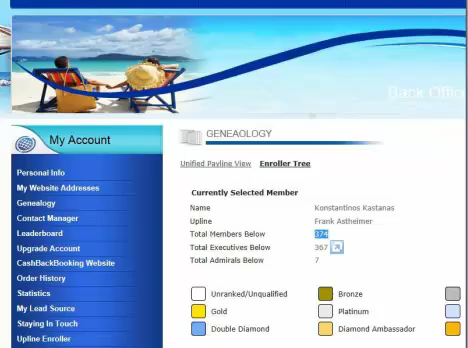 Back Offic
My Account
GENEAOLOGY
Personal Info
My Website Addresses
Genealogy
Contact Manager
Leaderboard
Upgrade Account
CashBackBooking Website
Order History
Statistics
My Lead Source
Staying In Touch
Upline Enroller
Unified Payline View Enroller Tree
Currently Selected Member
Name Konstantinos Kastanas
Upline Frank Astheimer
Total Members Below 374
Total Executives Below 367
Total Admirals Below 7
Unranked/Unqualified Bronze
Gold Platinum
Double Diamond Diamond Ambassador